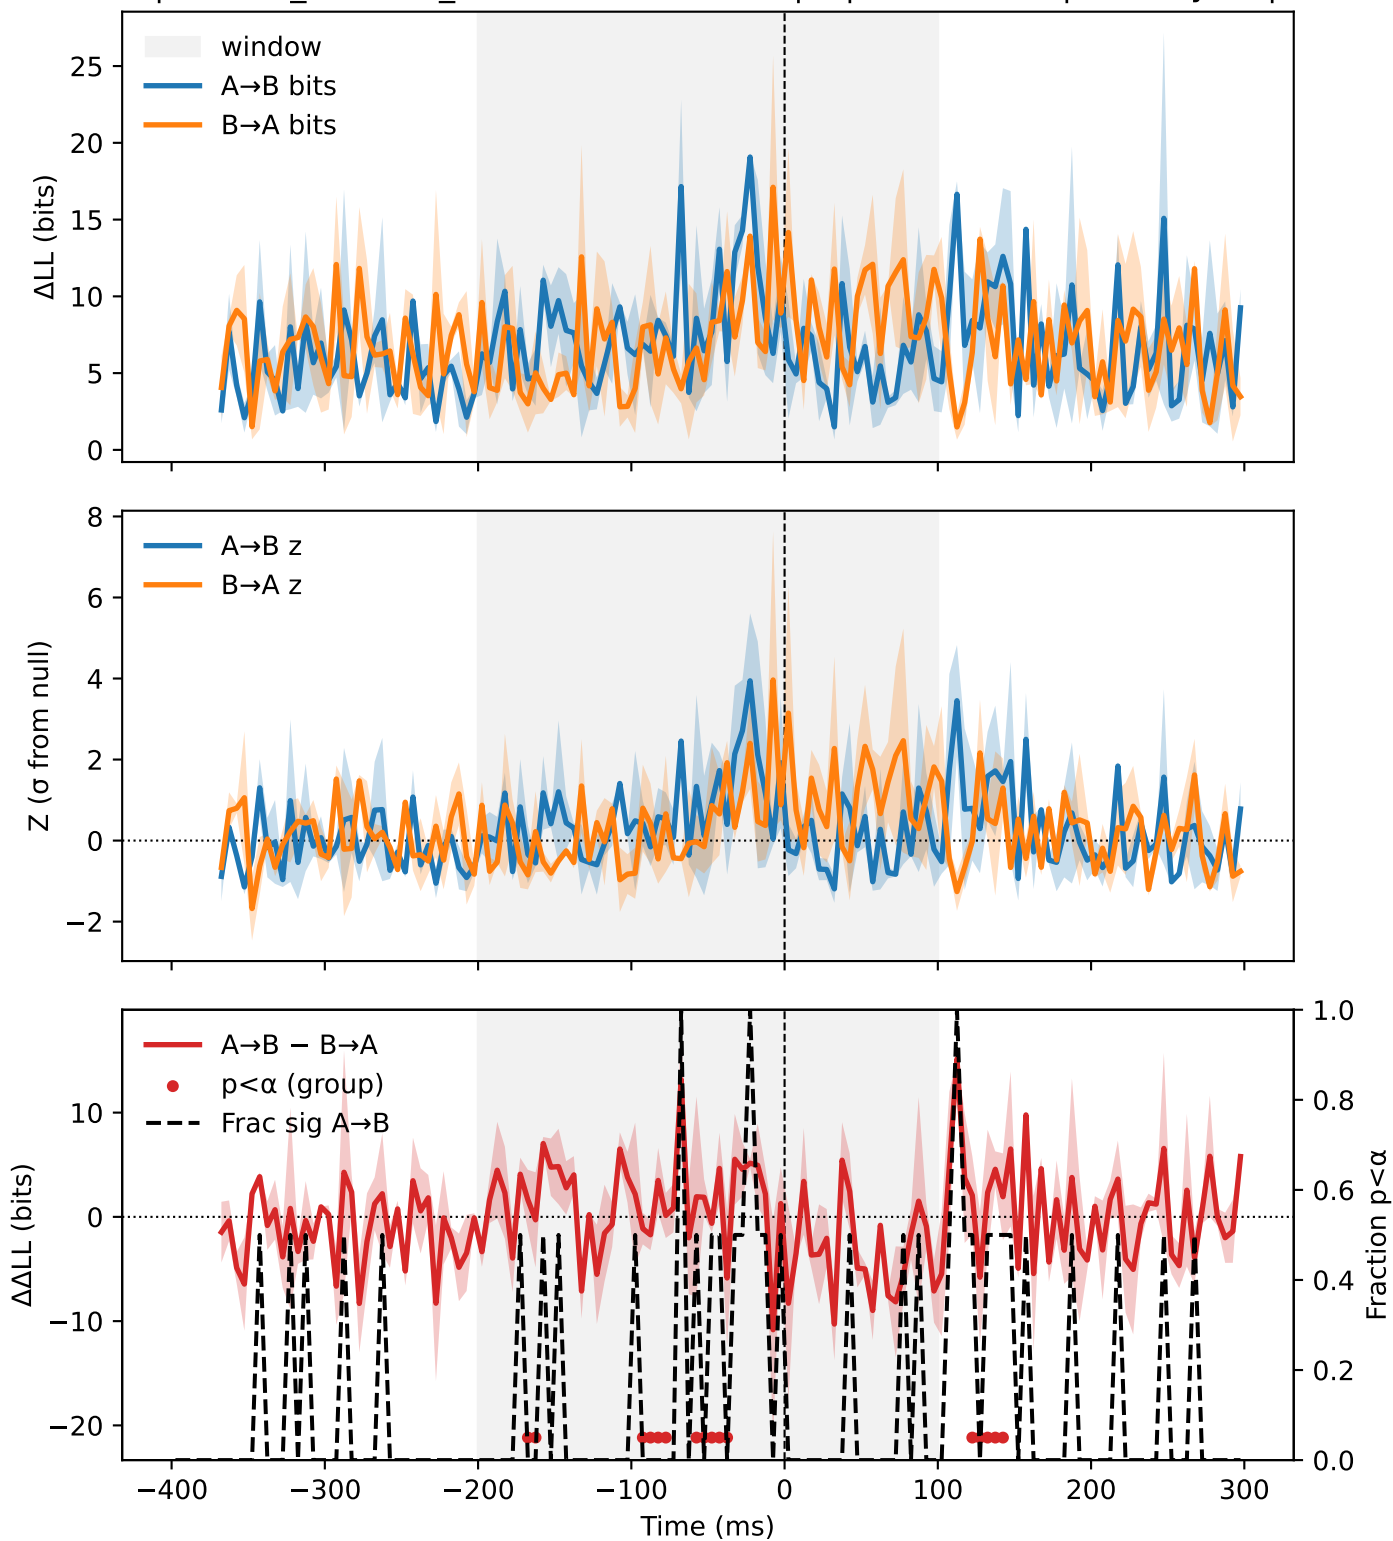 window
A→B bits
B→A bits
ΔLL (bits)
25
20
15
10
5
0
A→B z
B→A z
Z (σ from null)
8
6
4
2
0
−2
A→B − B→A
p<α (group)
Frac sig A→B
ΔΔLL (bits)
10
0
−10
−20
1.0
0.8
0.6
0.4
0.2
0.0
Fraction p<α
−400 −300 −200 −100 0 100 200 300
Time (ms)